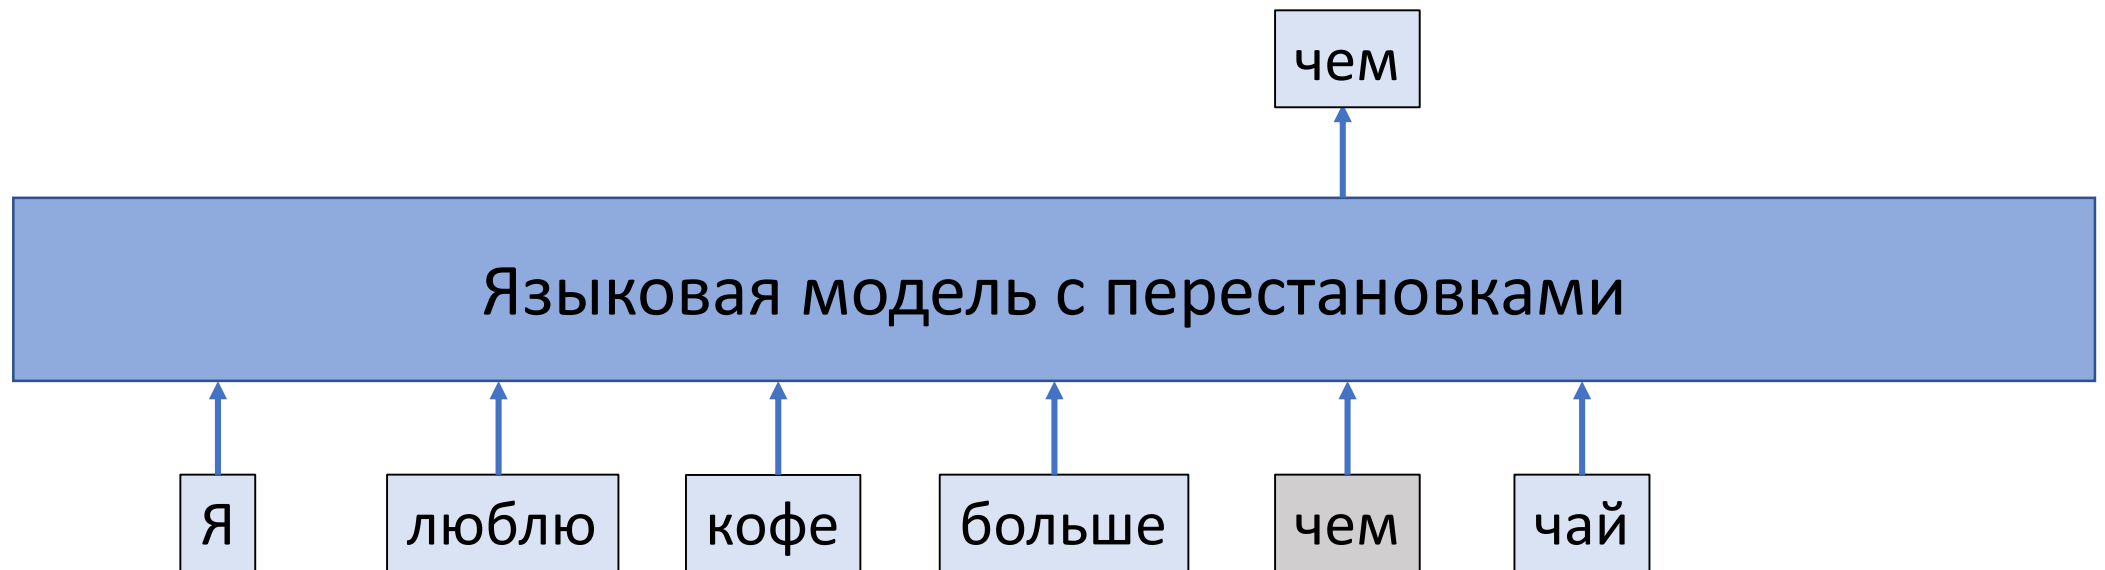 чем
Языковая модель с перестановками
Я люблю кофе больше чем чай